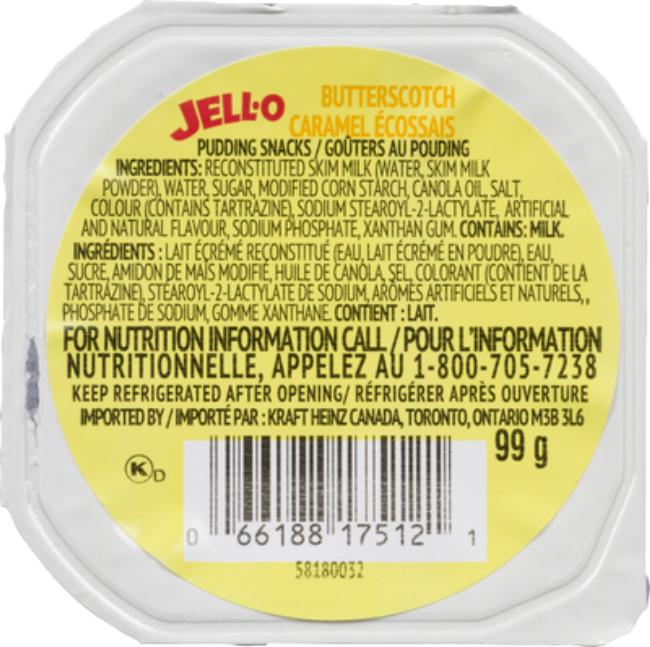 JELL-O
BUTTERSCOTCH
CARAMEL ÉCOSSAIS
PUDDING SNACKS / GOÛTERS AU POUDING
INGREDIENTS: RECONSTITUTED SKIM MILK (WATER, SKIM MILK
POWDER), WATER, SUGAR, MODIFIED CORN STARCH, CANOLA OIL, SALT,
COLOUR (CONTAINS TARTRAZINE), SODIUM STEAROYL-2-LACTYLATE, ARTIFICIAL
AND NATURAL FLAVOUR, SODIUM PHOSPHATE, XANTHAN GUM. CONTAINS: MILK.
INGRÉDIENTS : LAIT ÉCRÉMÉ RECONSTITUÉ (EAU, LAIT ÉCRÉMÉ EN POUDRE), EAU,
SUCRE, AMIDON DE MAÏS MODIFIÉ, HUILE DE CANOLA, SEL, COLORANT (CONTIENT DE LA
TARTRAZINE), STEAROYL-2-LACTYLATE DE SODIUM, ARÔMES ARTIFICIELS ET NATURELS, ,
PHOSPHATE DE SODIUM, GOMME XANTHANE. CONTIENT : LAIT.
FOR NUTRITION INFORMATION CALL / POUR L'INFORMATION
NUTRITIONNELLE, APPELEZ AU 1-800-705-7238
KEEP REFRIGERATED AFTER OPENING/ RÉFRIGÉRER APRÈS OUVERTURE
IMPORTED BY / IMPORTÉ PAR : KRAFT HEINZ CANADA, TORONTO, ONTARIO M3B 3L6
99 g
K D
0 66188 17512 1
58180032